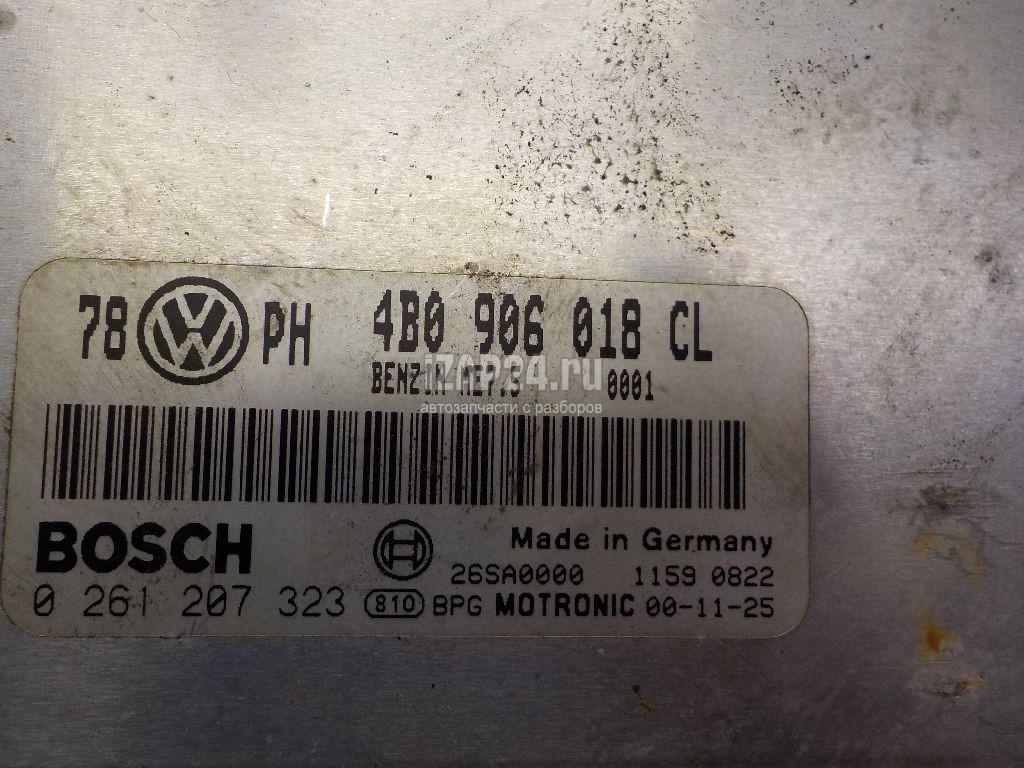 78 PH 4B0 906 018 CL
BENZIN ME7.5 0001
iZAP24.ru
автозапчасти с разборов
BOSCH Made in Germany
26SA0000 1159 0822
0 261 207 323 810 BPG MOTRONIC 00-11-25